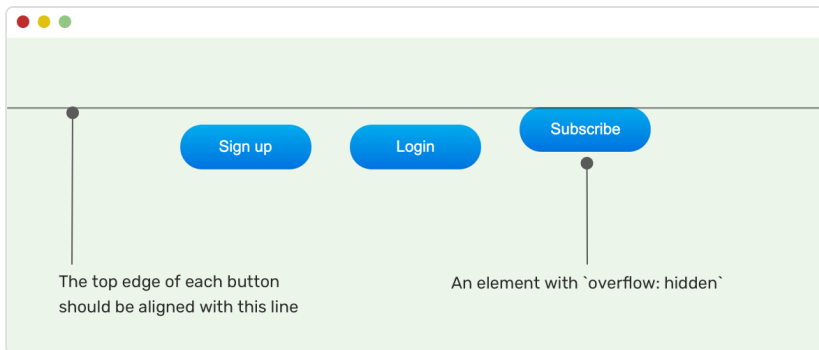 Sign up
Login
Subscribe
The top edge of each button
should be aligned with this line
An element with `overflow: hidden`